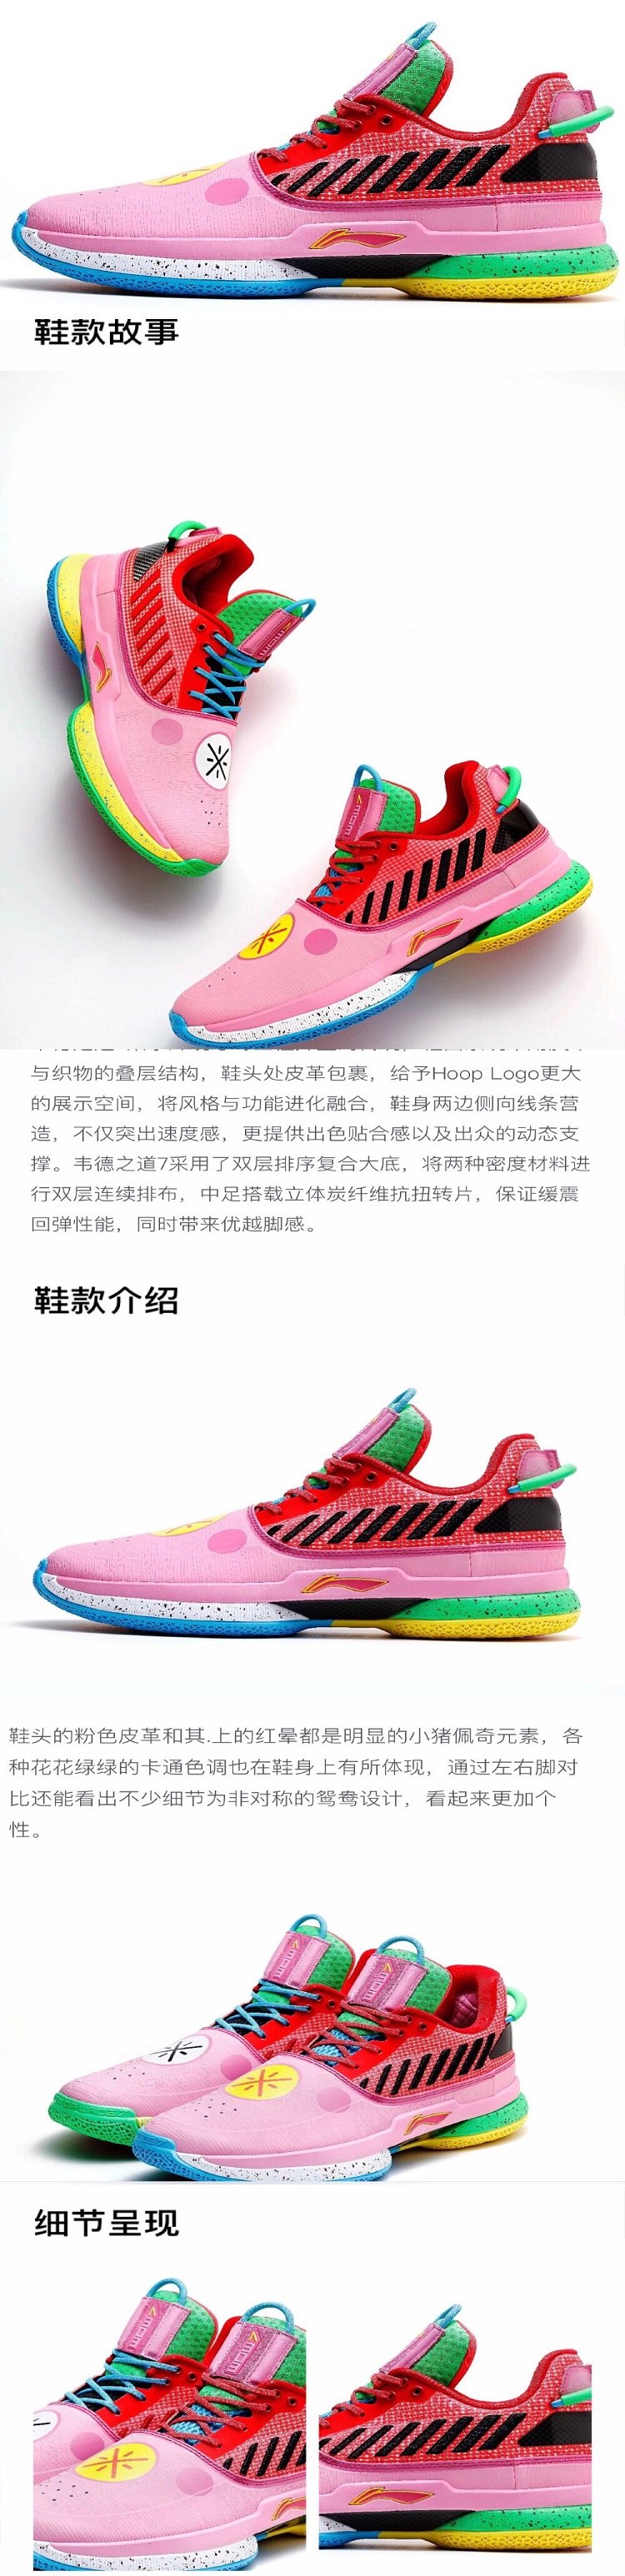 鞋款故事
与织物的叠层结构，鞋头处皮革包裹，给予Hoop Logo更大
的展示空间，将风格与功能进化融合，鞋身两边侧向线条营
造，不仅突出速度感，更提供出色贴合感以及出众的动态支
撑。韦德之道7采用了双层排序复合大底，将两种密度材料进
行双层连续排布，中足搭载立体炭纤维抗扭转片，保证缓震
回弹性能，同时带来优越脚感。
鞋款介绍
鞋头的粉色皮革和其.上的红晕都是明显的小猪佩奇元素，各
种花花绿绿的卡通色调也在鞋身上有所体现，通过左右脚对
比还能看出不少细节为非对称的鸳鸯设计，看起来更加个
性。
细节呈现